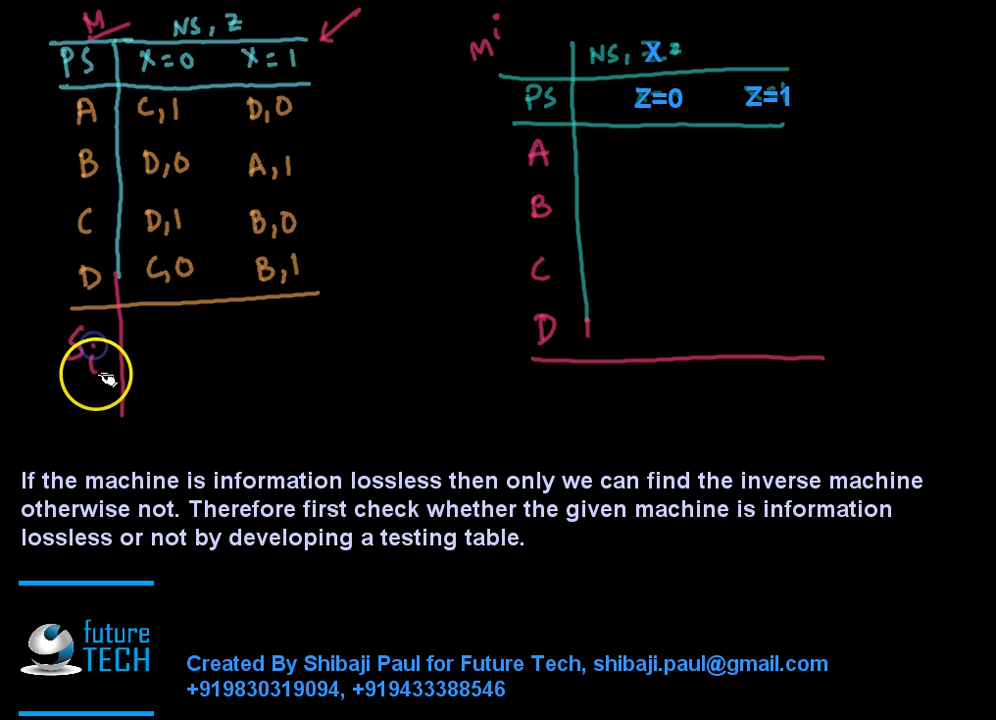 M NS, Z
PS X=0 X=1
A C,1 D,0
B D,0 A,1
C D,1 B,0
D C,0 B,1
Si
M^i NS, X
PS Z=0 Z=1
A
B
C
D
If the machine is information lossless then only we can find the inverse machine
otherwise not. Therefore first check whether the given machine is information
lossless or not by developing a testing table.
future
TECH
Created By Shibaji Paul for Future Tech, shibaji.paul@gmail.com
+919830319094, +919433388546